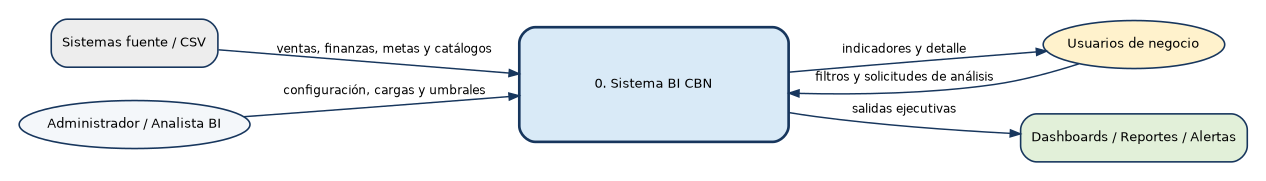 Sistemas fuente / CSV
ventas, finanzas, metas y catálogos
configuración, cargas y umbrales
Administrador / Analista BI
0. Sistema BI CBN
indicadores y detalle
Usuarios de negocio
filtros y solicitudes de análisis
salidas ejecutivas
Dashboards / Reportes / Alertas